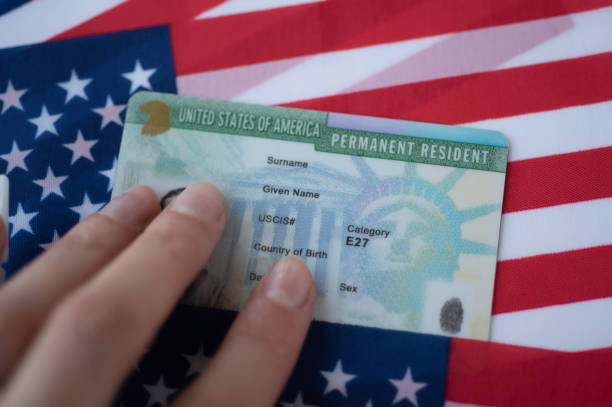 UNITED STATES OF AMERICA
PERMANENT RESIDENT
Surname
Given Name
USCIS#
Category
E27
Country of Birth
Sex